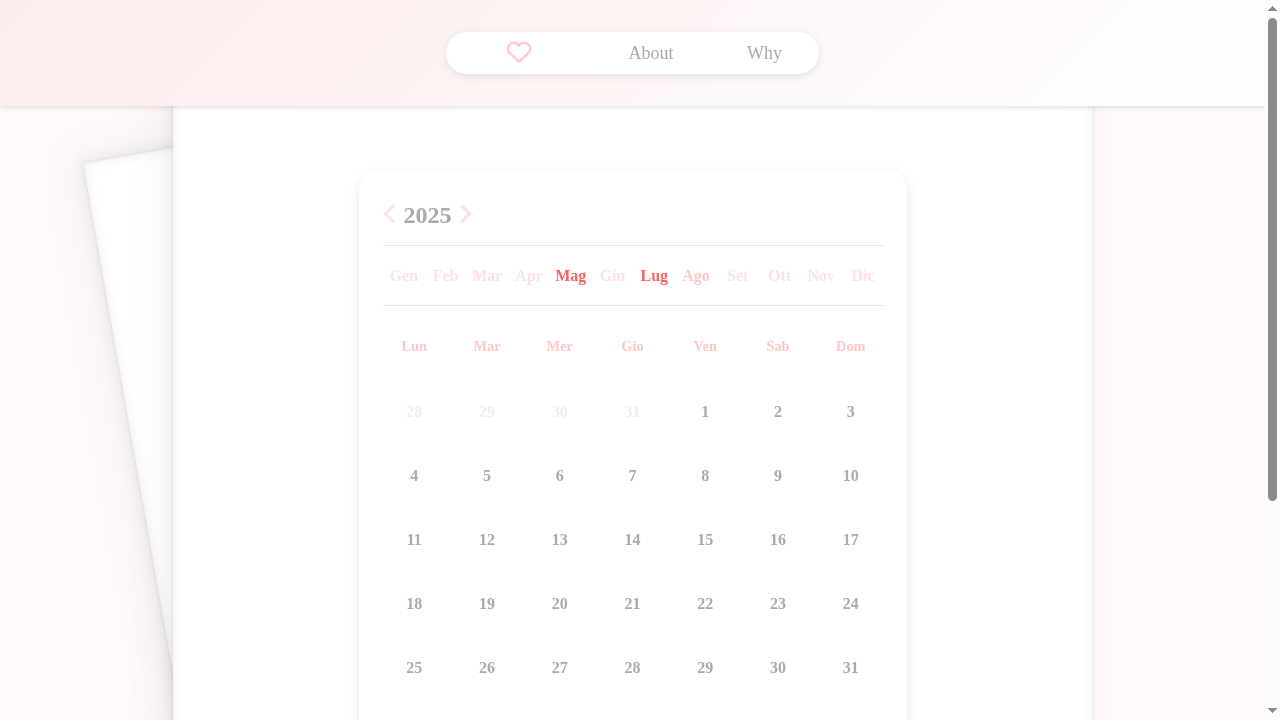 About Why
2025
Gen Feb Mar Apr Mag Giu Lug Ago Set Ott Nov Dic
Lun Mar Mer Gio Ven Sab Dom
28 29 30 31 1 2 3
4 5 6 7 8 9 10
11 12 13 14 15 16 17
18 19 20 21 22 23 24
25 26 27 28 29 30 31